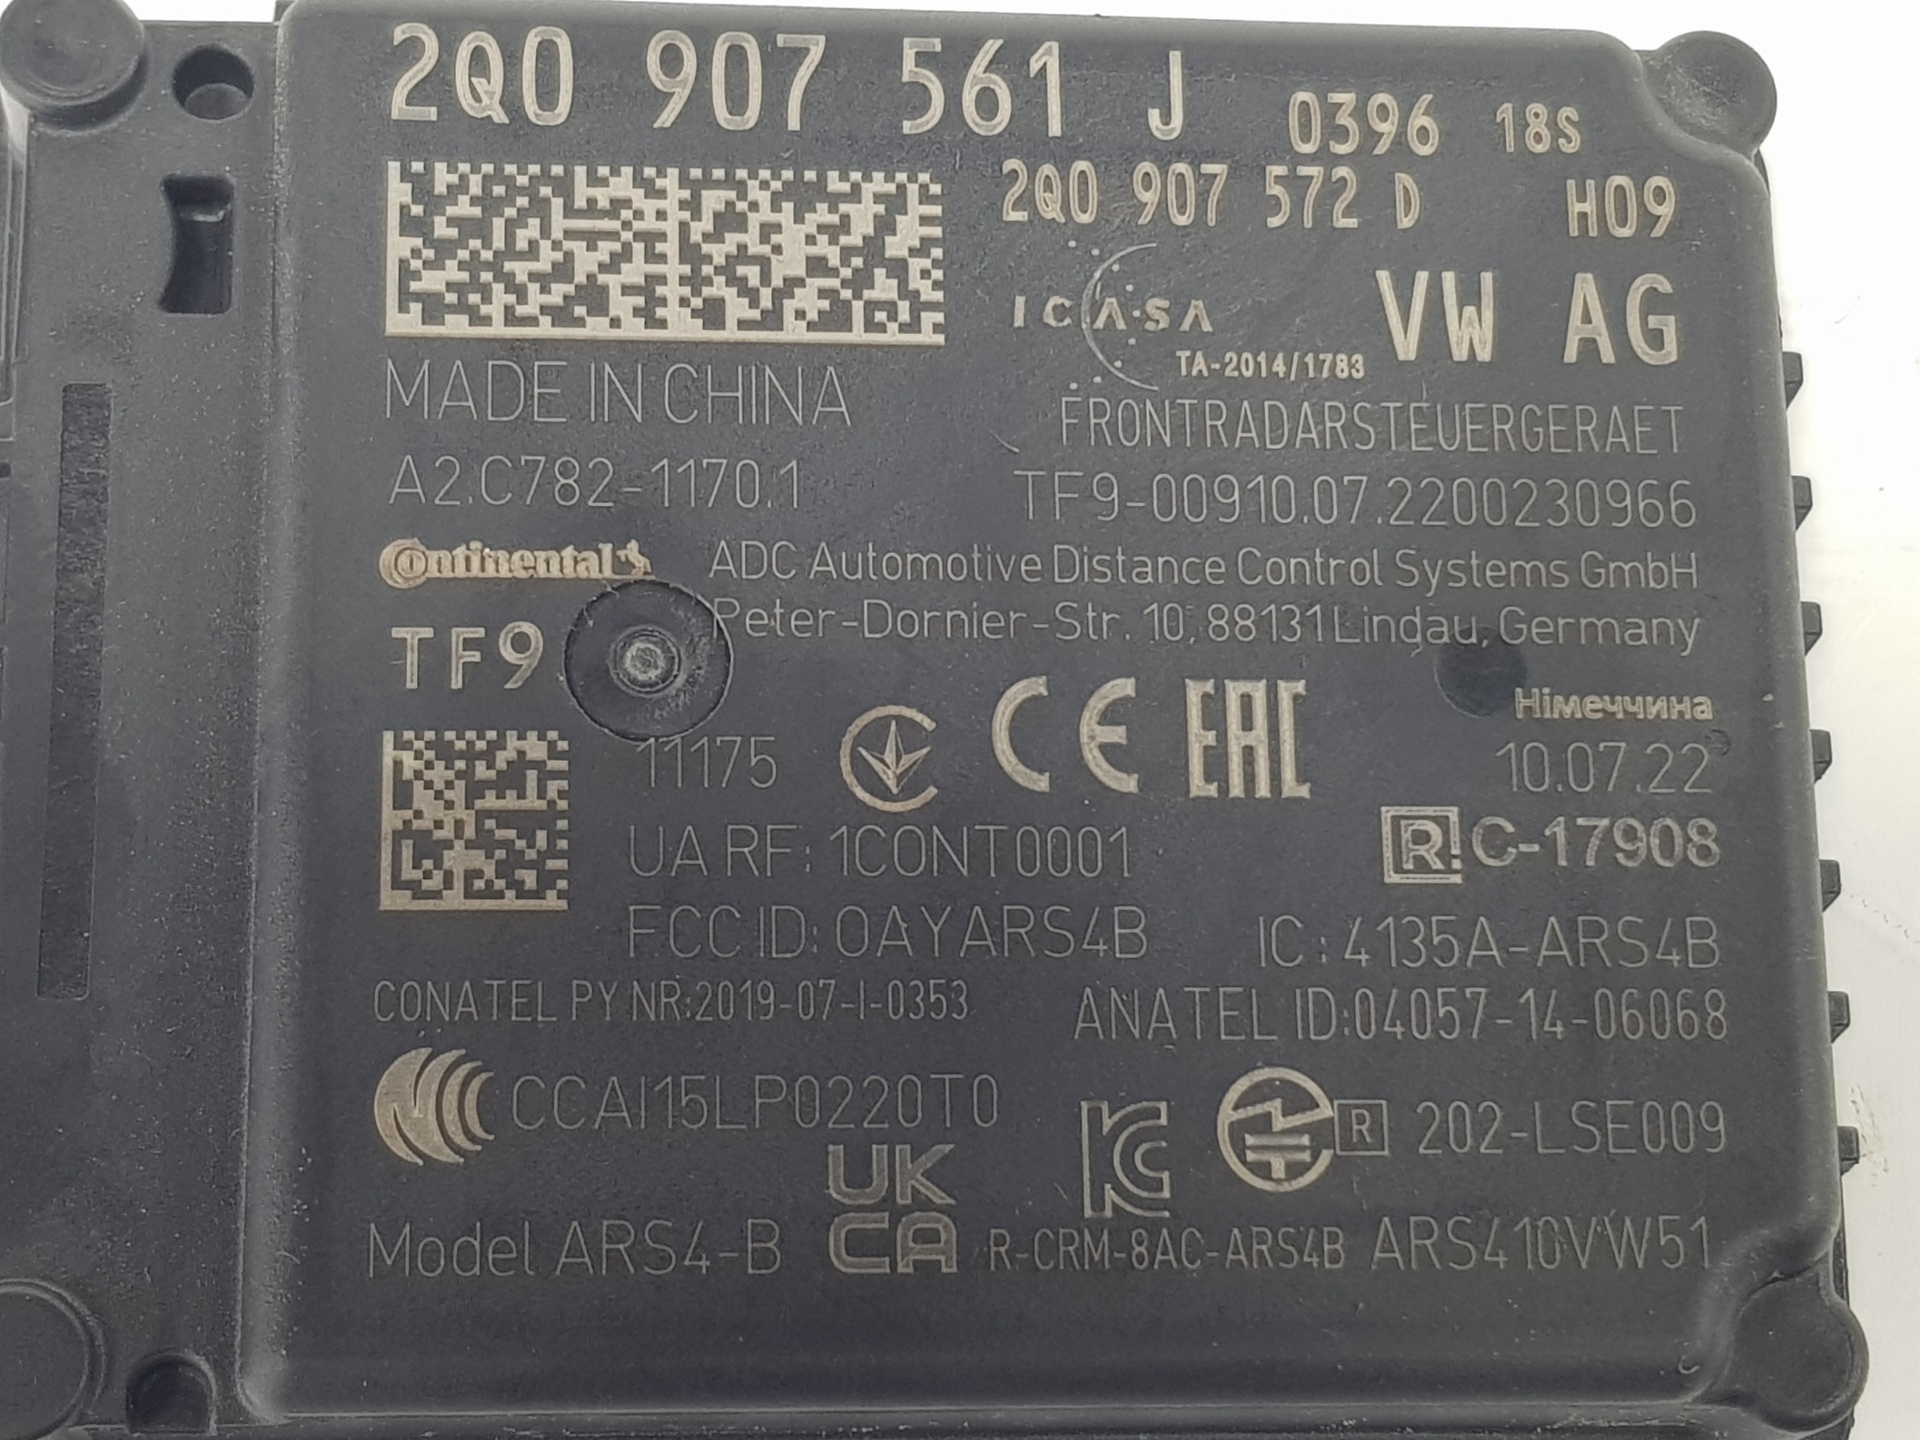 2Q0 907 561 J 0396 18S
2Q0 907 572 D H09
ICASA VW AG
TA-2014/1783
MADE IN CHINA FRONTRADARSTEUERGERAET
A2.C782-1170.1 TF9-00910.07.2200230966
Continental ADC Automotive Distance Control Systems GmbH
TF9 Peter-Dornier-Str. 10, 88131 Lindau, Germany
Німеччина
11175 CE EAC 10.07.22
UA RF: 1CONT0001 R C-17908
FCC ID: OAYARS4B IC: 4135A-ARS4B
CONATEL PY NR:2019-07-I-0353 ANATEL ID:04057-14-06068
CCAI15LP0220T0 R 202-LSE009
UK
CA
Model ARS4-B R-CRM-8AC-ARS4B ARS410VW51